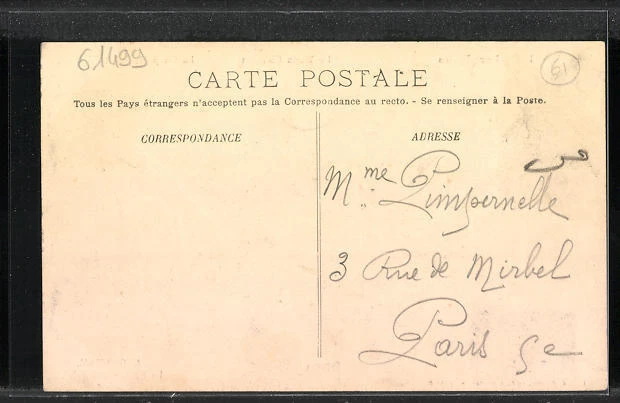 61499
61
CARTE POSTALE
Tous les Pays étrangers n'acceptent pas la Correspondance au recto. - Se renseigner à la Poste.
CORRESPONDANCE
ADRESSE
Mme Pimpernelle
3 Rue de Mirbel
Paris 5e